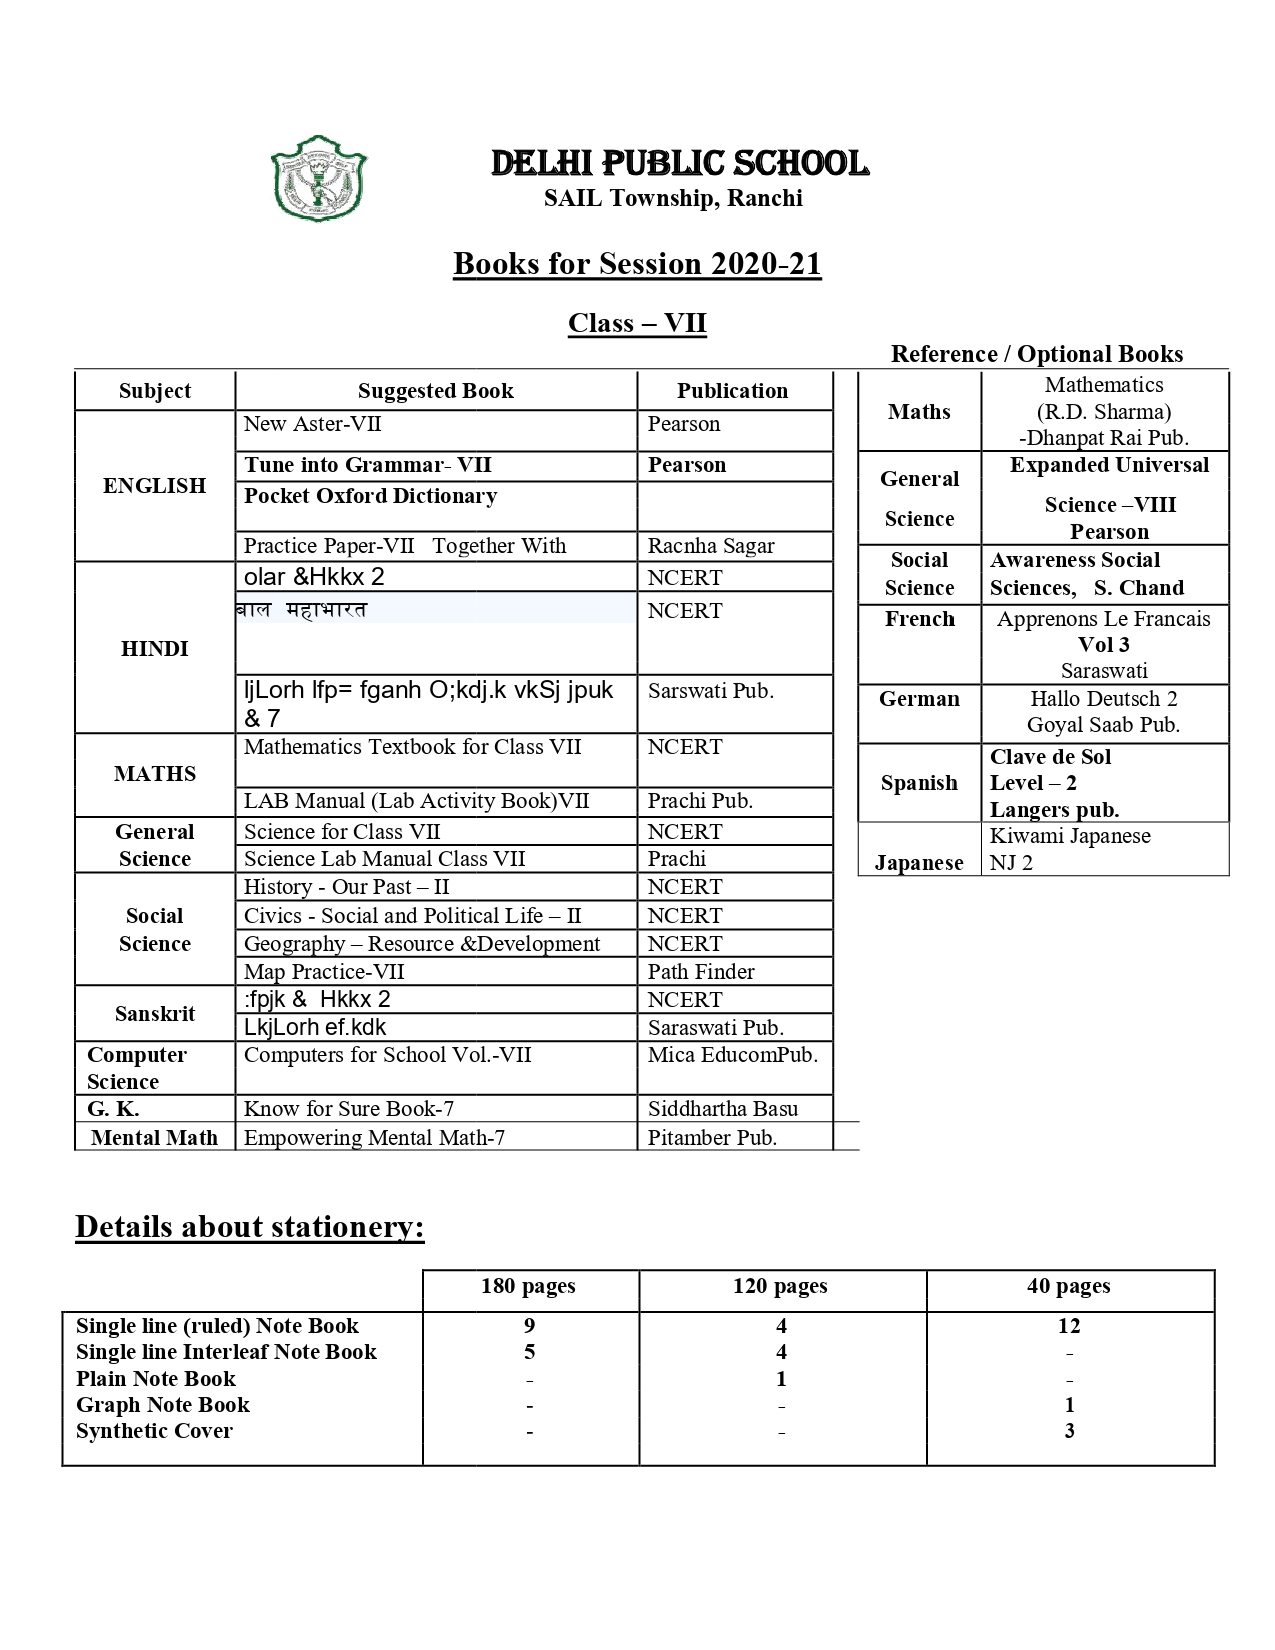 DELHI PUBLIC SCHOOL
SAIL Township, Ranchi
Books for Session 2020-21
Class – VII
Reference / Optional Books
Subject Suggested Book Publication
ENGLISH
New Aster-VII Pearson
Tune into Grammar- VII Pearson
Pocket Oxford Dictionary
Practice Paper-VII Together With Racnha Sagar
HINDI
olar &Hkkx 2 NCERT
बाल महाभारत NCERT
ljLorh lfp= fganh O;kdj.k vkSj jpuk
& 7
Sarswati Pub.
MATHS
Mathematics Textbook for Class VII NCERT
LAB Manual (Lab Activity Book)VII Prachi Pub.
General
Science
Science for Class VII NCERT
Science Lab Manual Class VII Prachi
Social
Science
History - Our Past – II NCERT
Civics - Social and Political Life – II NCERT
Geography – Resource &Development NCERT
Map Practice-VII Path Finder
Sanskrit
:fpjk & Hkkx 2 NCERT
LkjLorh ef.kdk Saraswati Pub.
Computer
Science
Computers for School Vol.-VII Mica EducomPub.
G. K. Know for Sure Book-7 Siddhartha Basu
Mental Math Empowering Mental Math-7 Pitamber Pub.
Maths
Mathematics
(R.D. Sharma)
-Dhanpat Rai Pub.
General
Science
Expanded Universal
Science –VIII
Pearson
Social
Science
Awareness Social
Sciences, S. Chand
French
Apprenons Le Francais
Vol 3
Saraswati
German
Hallo Deutsch 2
Goyal Saab Pub.
Spanish
Clave de Sol
Level – 2
Langers pub.
Japanese
Kiwami Japanese
NJ 2
Details about stationery:
180 pages 120 pages 40 pages
Single line (ruled) Note Book 9 4 12
Single line Interleaf Note Book 5 4 -
Plain Note Book - 1 -
Graph Note Book - - 1
Synthetic Cover - - 3